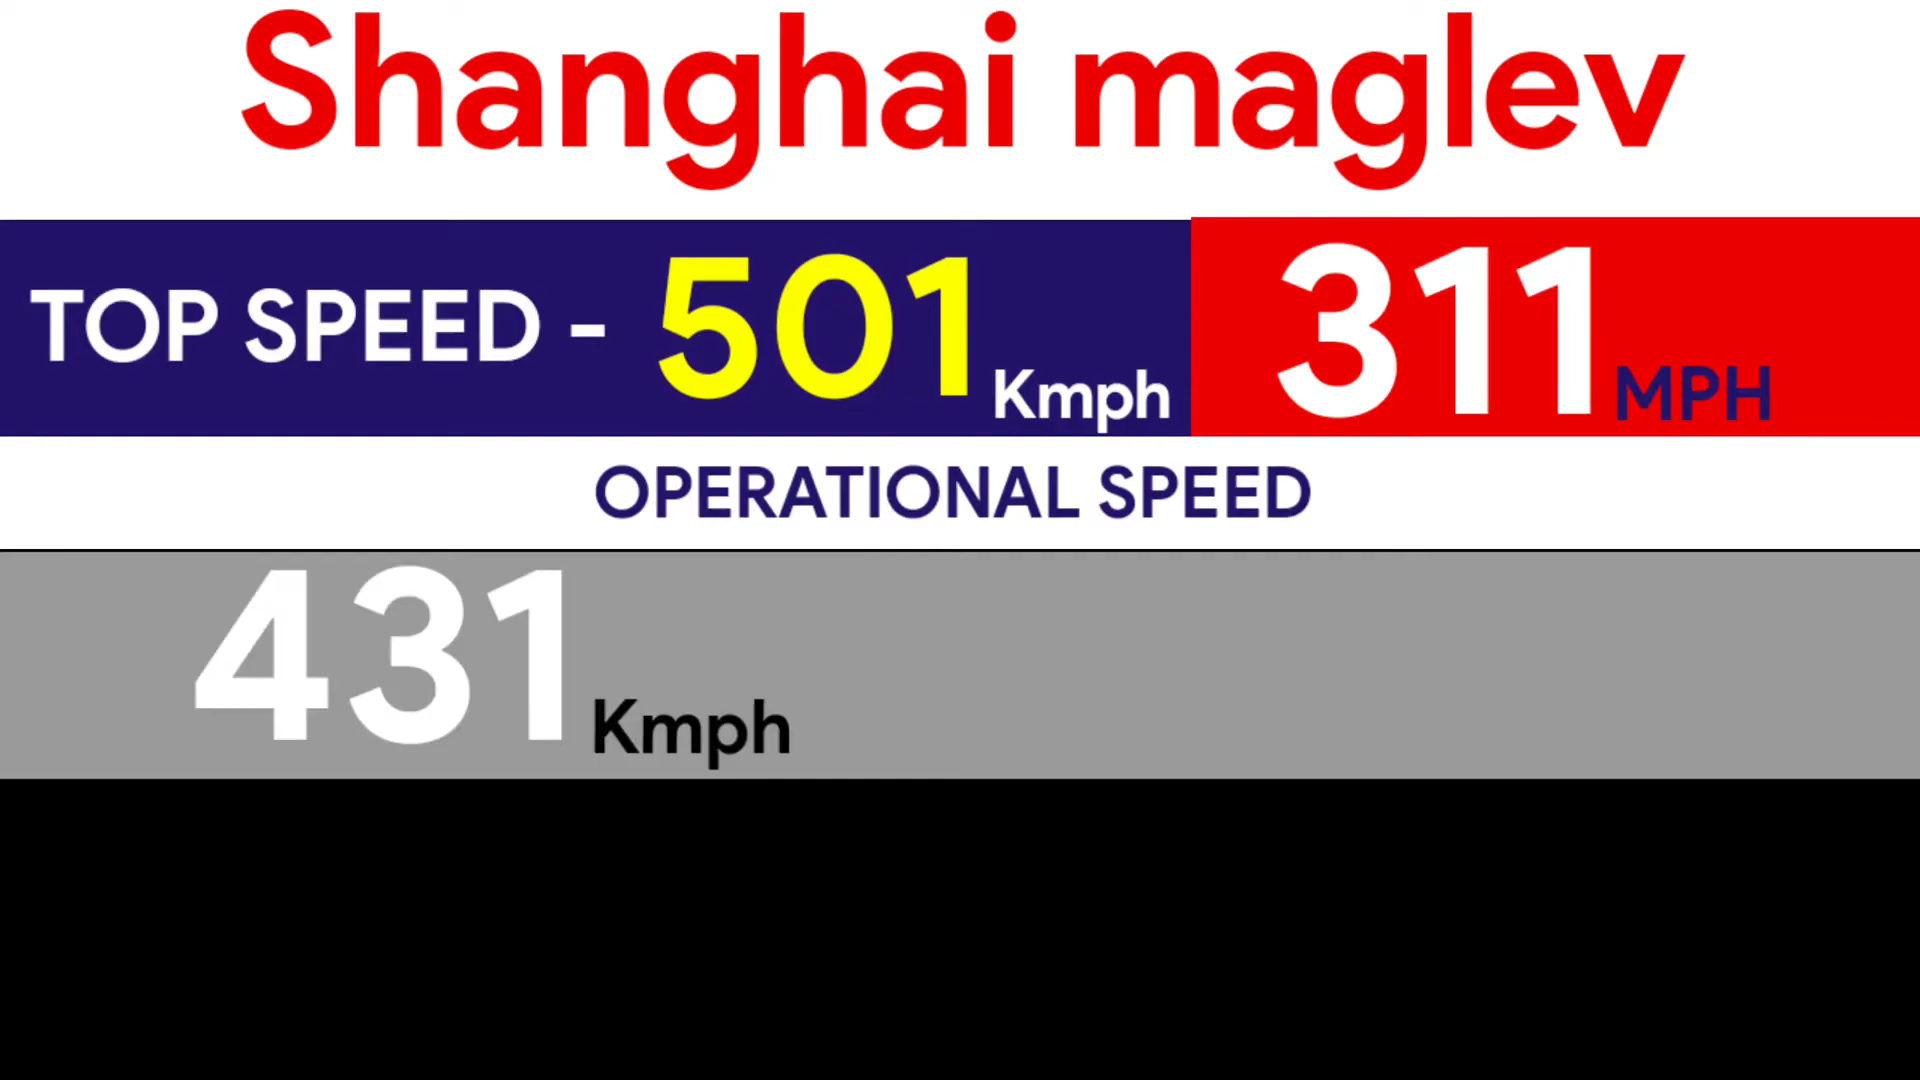 Shanghai maglev
TOP SPEED - 501 Kmph 311 MPH
OPERATIONAL SPEED
431 Kmph